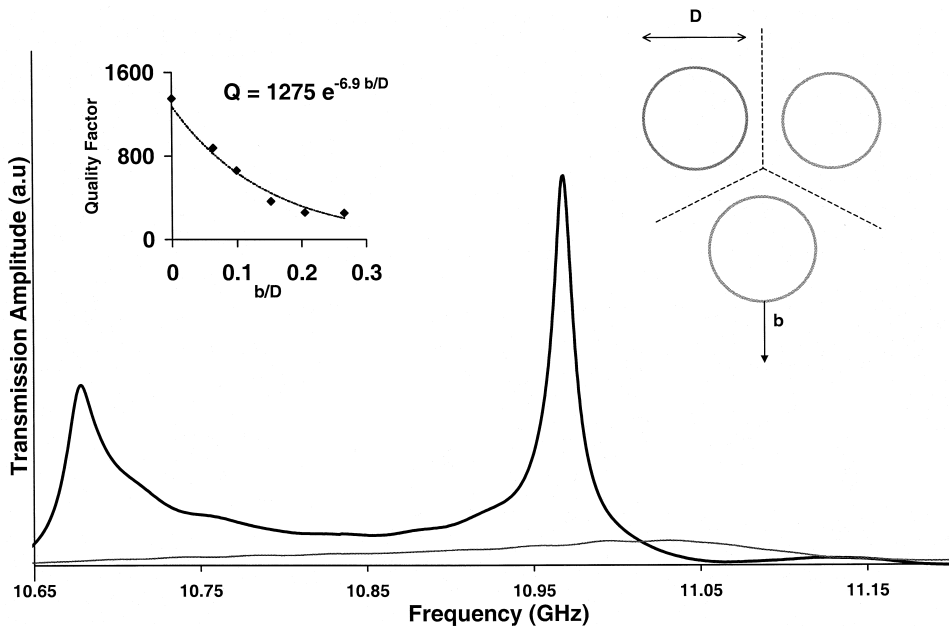 D
1600
Q = 1275 e^-6.9 b/D
Quality Factor
800
0
0 0.1 0.2 0.3
b/D
b
Transmission Amplitude (a.u)
10.65 10.75 10.85 10.95 11.05 11.15
Frequency (GHz)